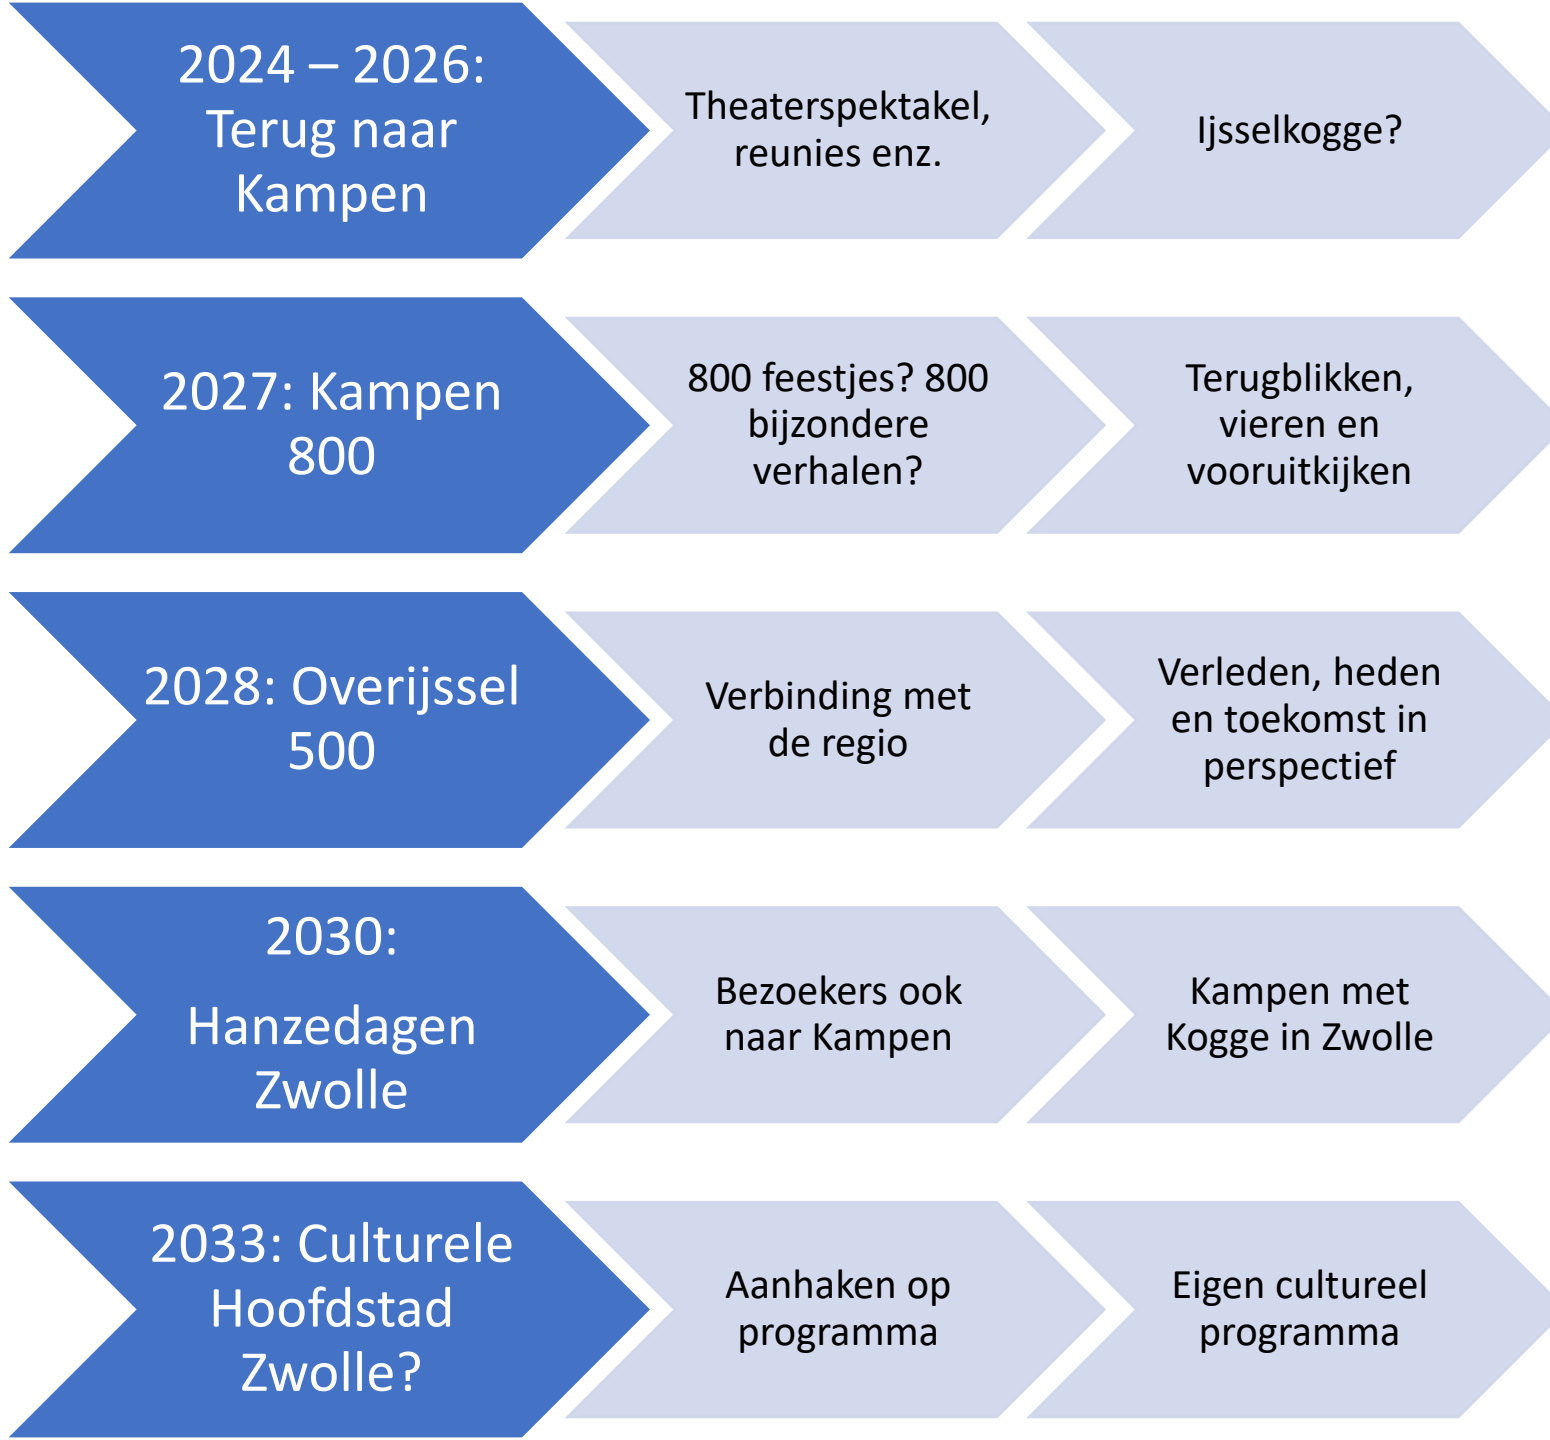 2024 – 2026:
Terug naar
Kampen
Theaterspektakel,
reunies enz.
Ijsselkogge?
2027: Kampen
800
800 feestjes? 800
bijzondere
verhalen?
Terugblikken,
vieren en
vooruitkijken
2028: Overijssel
500
Verbinding met
de regio
Verleden, heden
en toekomst in
perspectief
2030:
Hanzedagen
Zwolle
Bezoekers ook
naar Kampen
Kampen met
Kogge in Zwolle
2033: Culturele
Hoofdstad
Zwolle?
Aanhaken op
programma
Eigen cultureel
programma